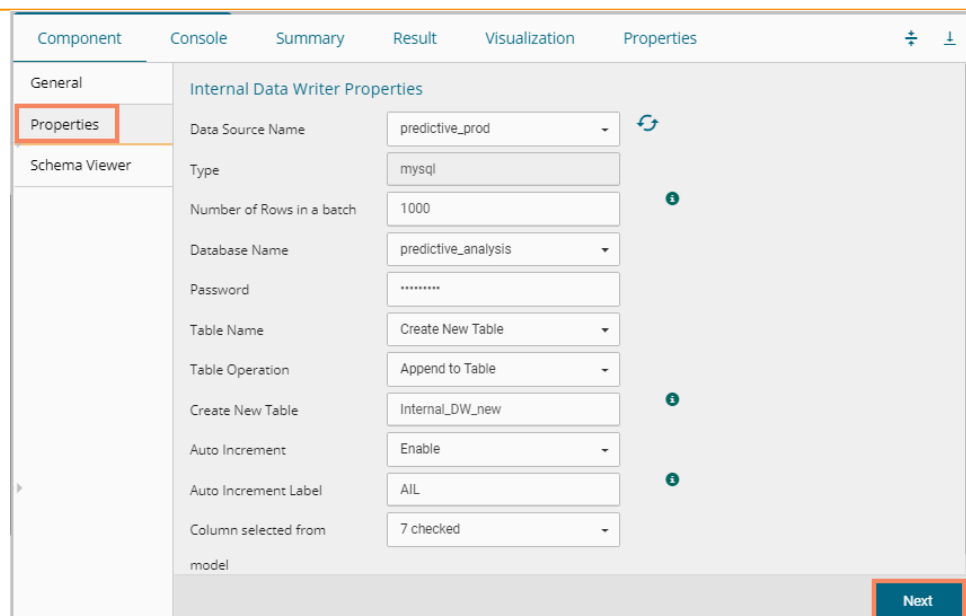 Component Console Summary Result Visualization Properties
General
Properties
Schema Viewer
Internal Data Writer Properties
Data Source Name predictive_prod
Type mysql
Number of Rows in a batch 1000
Database Name predictive_analysis
Password •••••••••
Table Name Create New Table
Table Operation Append to Table
Create New Table Internal_DW_new
Auto Increment Enable
Auto Increment Label AIL
Column selected from 7 checked
model
Next